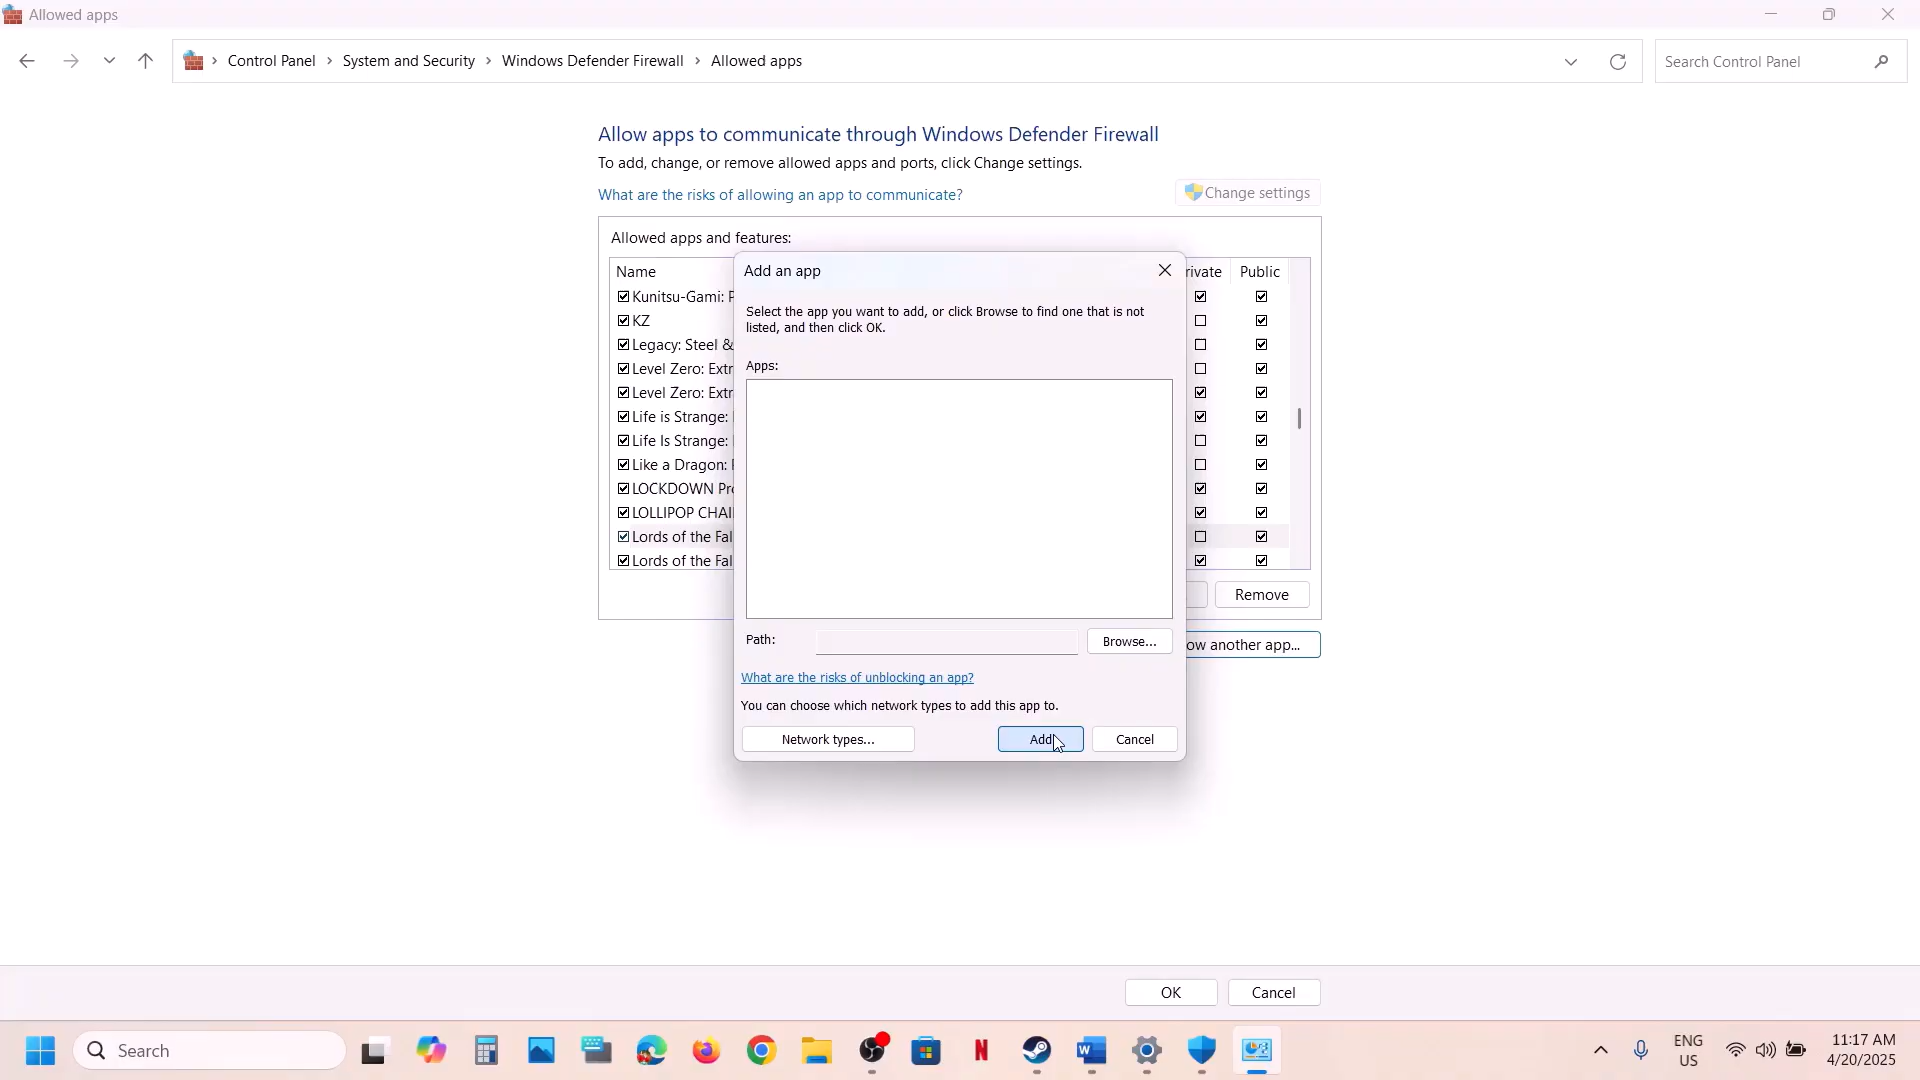 Allowed apps
Control Panel > System and Security > Windows Defender Firewall > Allowed apps
Search Control Panel
Allow apps to communicate through Windows Defender Firewall
To add, change, or remove allowed apps and ports, click Change settings.
What are the risks of allowing an app to communicate?
Change settings
Allowed apps and features:
Name
rivate
Public
Kunitsu-Gami: P
KZ
Legacy: Steel &
Level Zero: Extr
Level Zero: Extr
Life is Strange:
Life Is Strange:
Like a Dragon:
LOCKDOWN Pro
LOLLIPOP CHAI
Lords of the Fal
Lords of the Fal
Remove
ow another app...
Add an app
Select the app you want to add, or click Browse to find one that is not
listed, and then click OK.
Apps:
Path:
Browse...
What are the risks of unblocking an app?
You can choose which network types to add this app to.
Network types...
Add
Cancel
OK
Cancel
Search
ENG
US
11:17 AM
4/20/2025